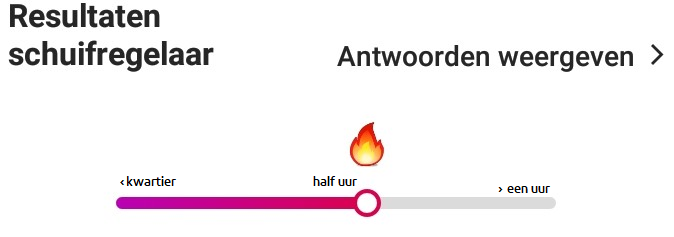 Resultaten
schuifregelaar
Antwoorden weergeven
‹ kwartier
half uur
› een uur